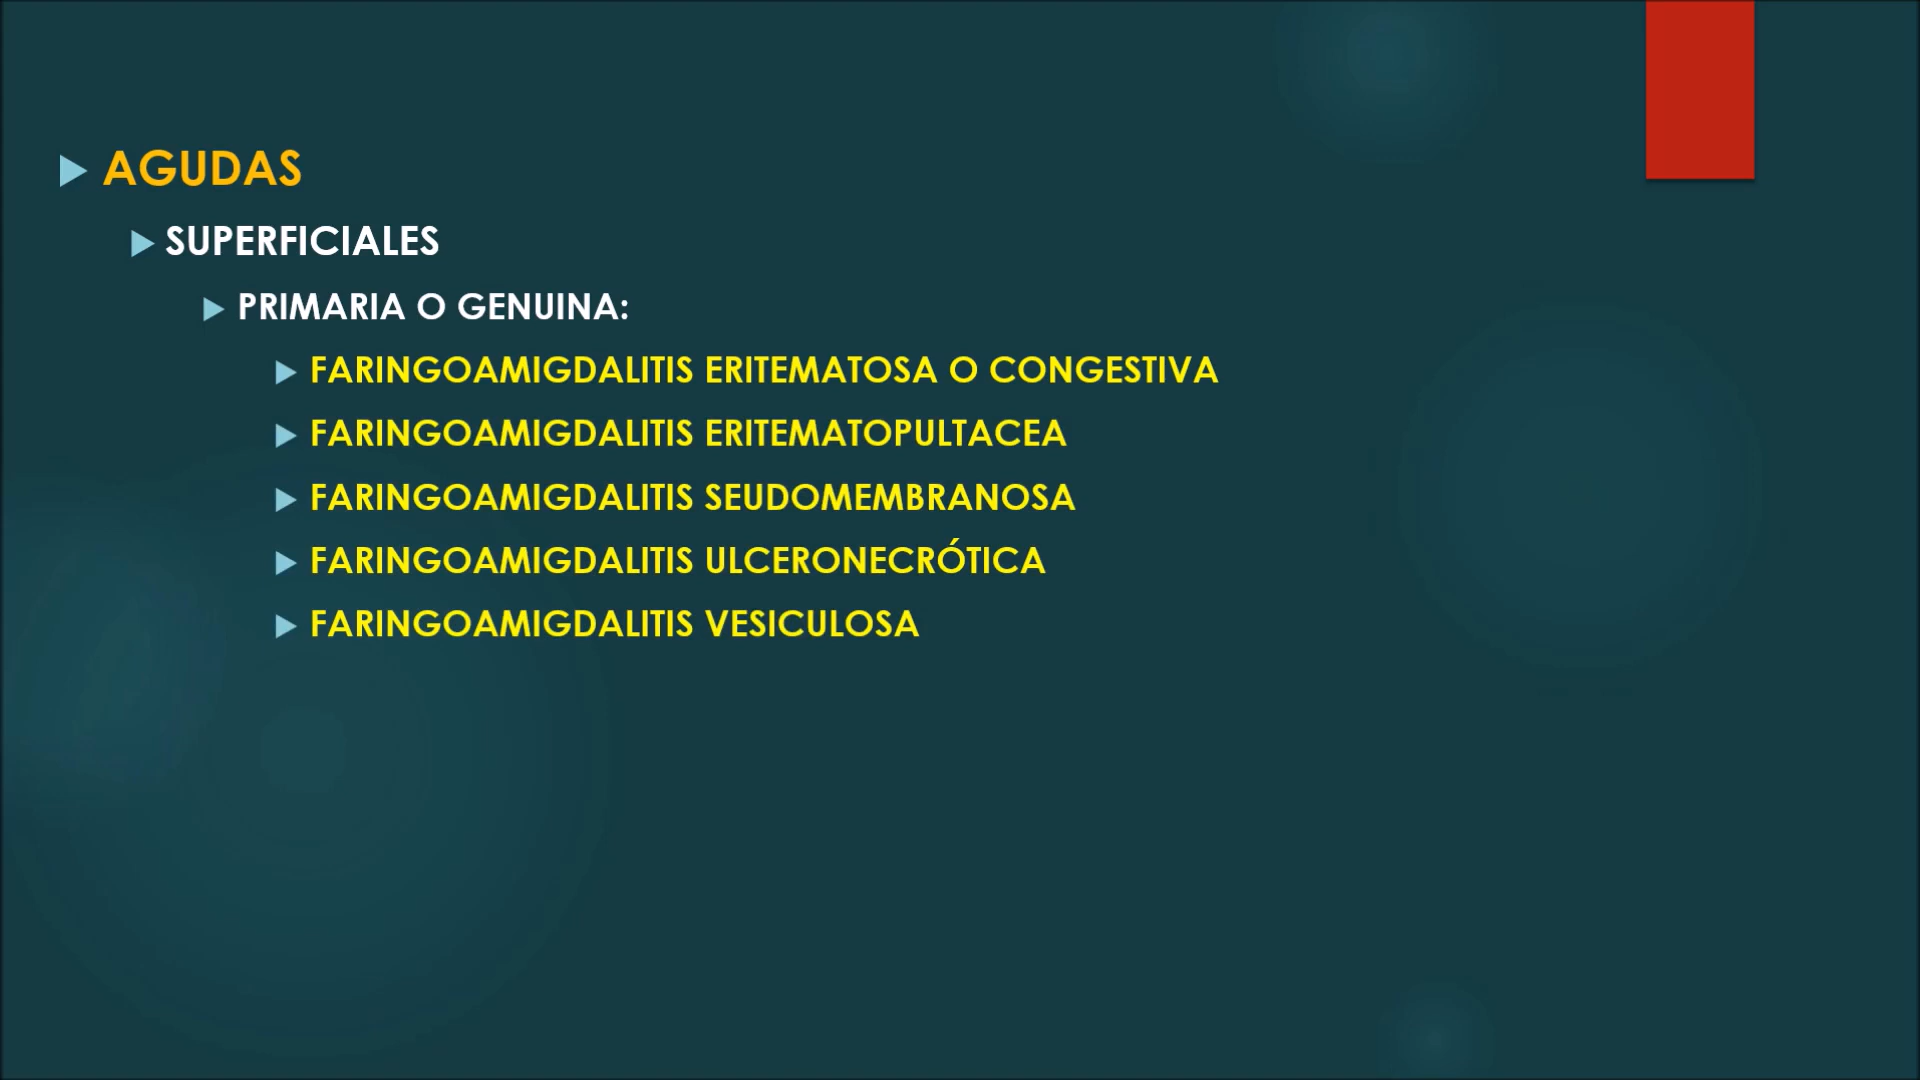 AGUDAS
SUPERFICIALES
PRIMARIA O GENUINA:
FARINGOAMIGDALITIS ERITEMATOSA O CONGESTIVA
FARINGOAMIGDALITIS ERITEMATOPULTACEA
FARINGOAMIGDALITIS SEUDOMEMBRANOSA
FARINGOAMIGDALITIS ULCERONECRÓTICA
FARINGOAMIGDALITIS VESICULOSA